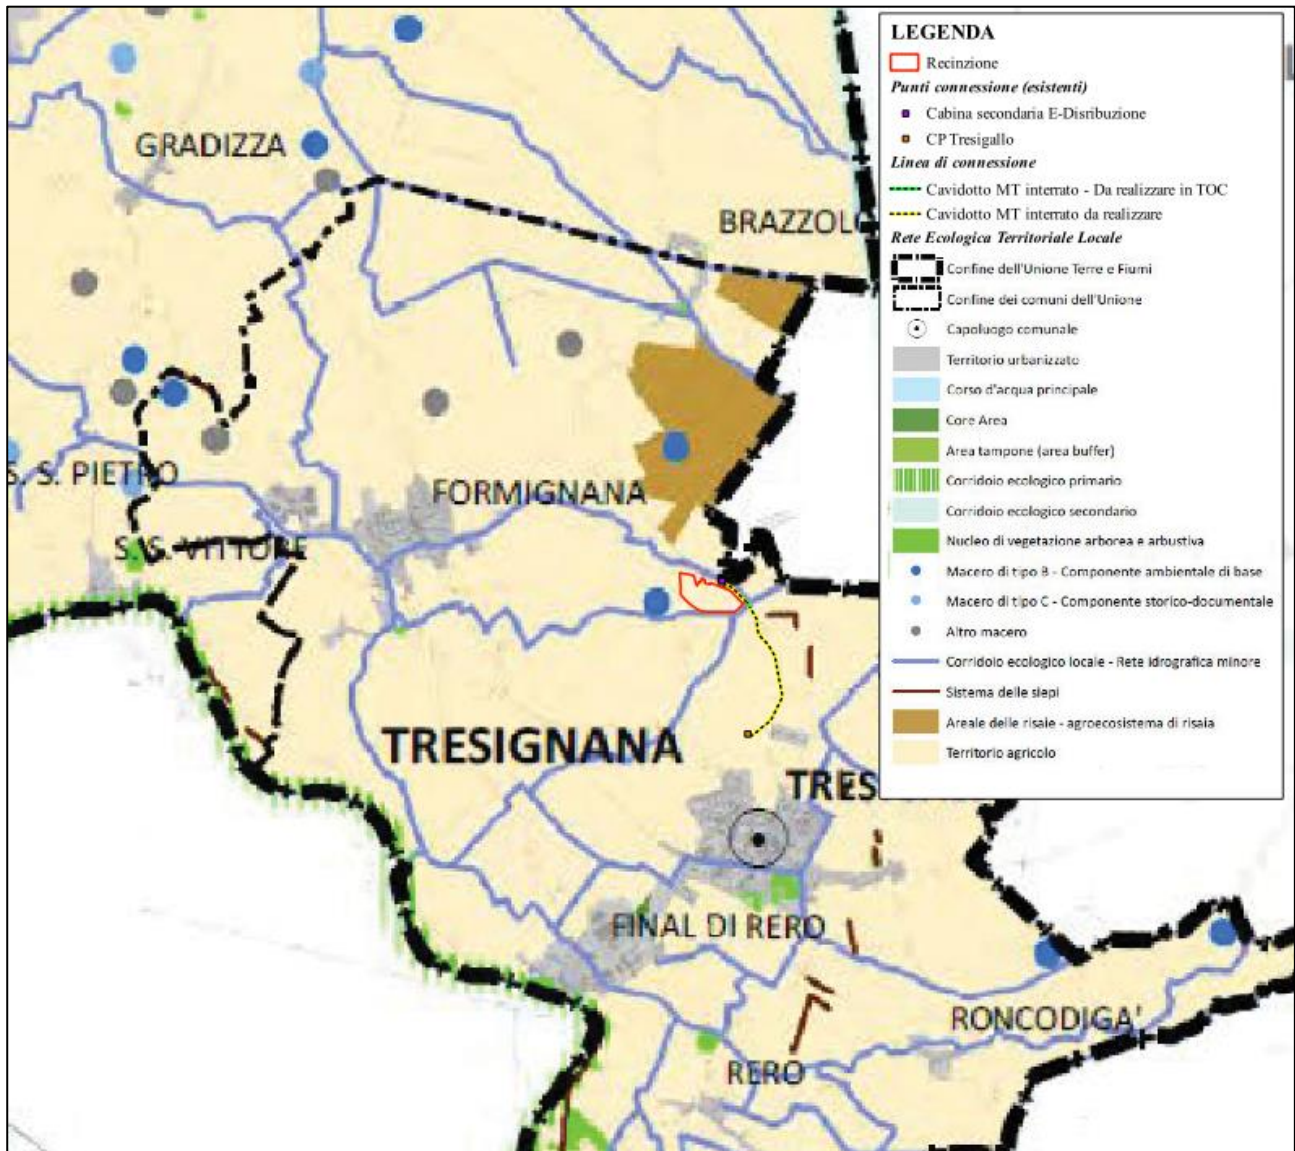 LEGENDA
Recinzione
Punti connessione (esistenti)
Cabina secondaria E-Disribuzione
CP Tresigallo
Linea di connessione
Cavidotto MT interrato - Da realizzare in TOC
Cavidotto MT interrato da realizzare
Rete Ecologica Territoriale Locale
Confine dell'Unione Terre e Fiumi
Confine dei comuni dell'Unione
Capoluogo comunale
Territorio urbanizzato
Corso d'acqua principale
Core Area
Area tampone (area buffer)
Corridoio ecologico primario
Corridoio ecologico secondario
Nucleo di vegetazione arborea e arbustiva
Macero di tipo B - Componente ambientale di base
Macero di tipo C - Componente storico-documentale
Altro macero
Corridoio ecologico locale - Rete idrografica minore
Sistema delle siepi
Areale delle risaie - agroecosistema di risaia
Territorio agricolo
GRADIZZA
BRAZZOLO
S. S. PIETRO
FORMIGNANA
S. S. VITTORE
TRESIGNANA
TRES
FINAL DI RERO
RONCODIGA'
RERO